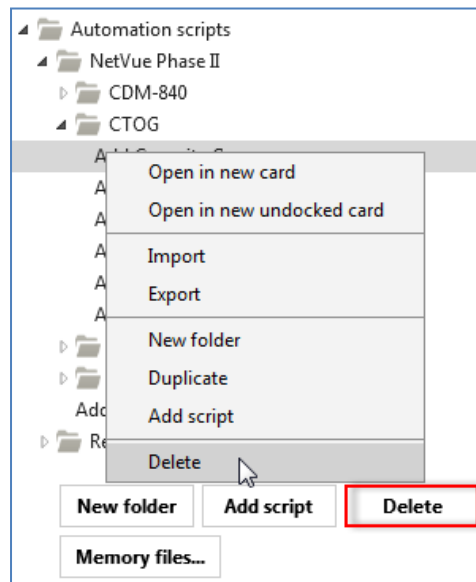 Automation scripts
NetVue Phase II
CDM-840
CTOG
Open in new card
Open in new undocked card
Import
Export
New folder
Duplicate
Add script
Delete
New folder Add script Delete
Memory files...